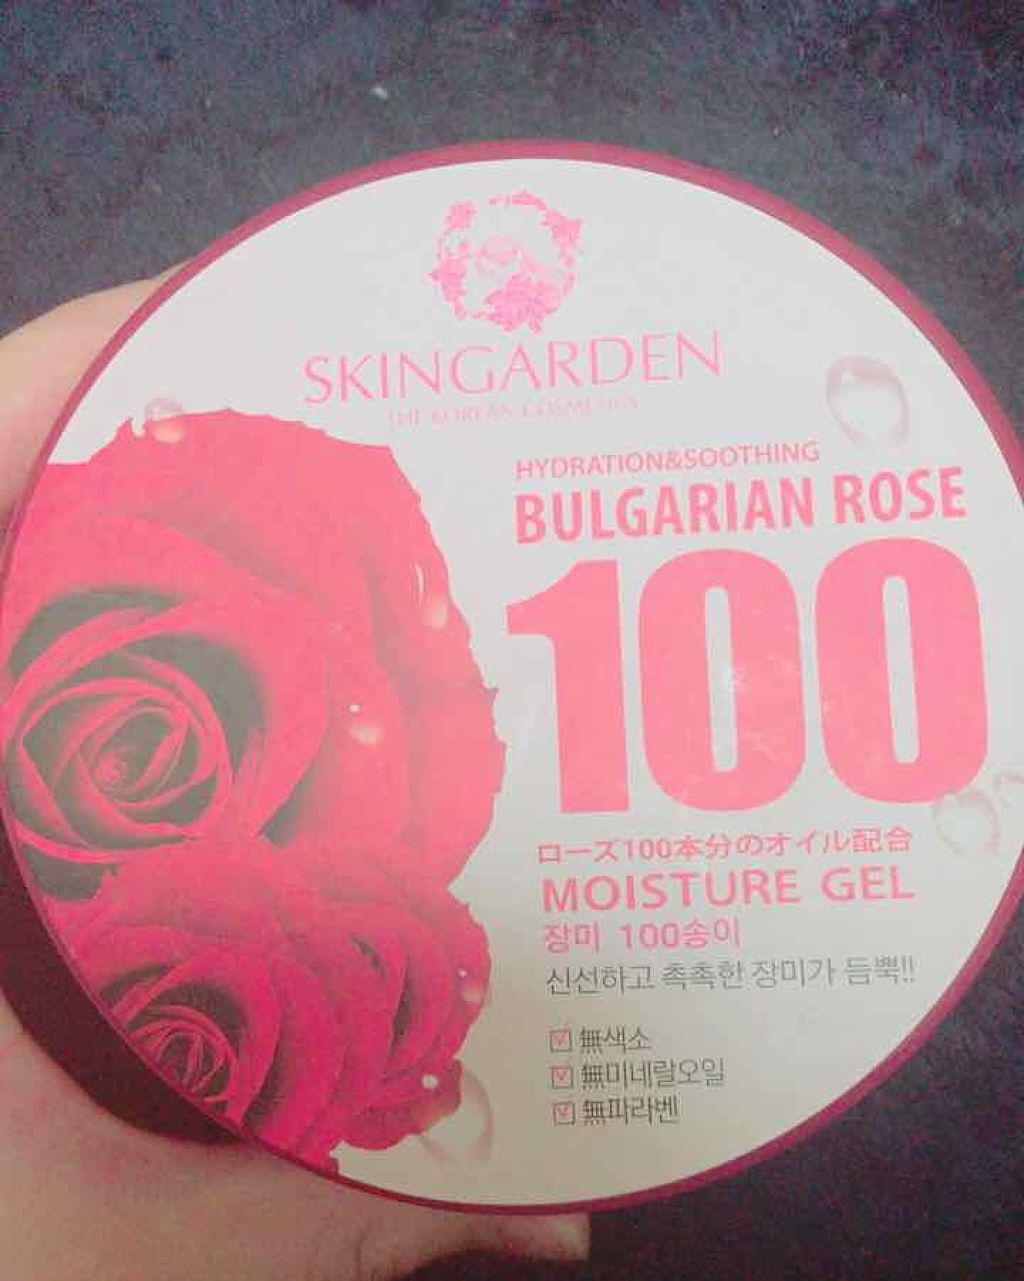 SKINGARDEN
THE KOREAN COSMETICS
HYDRATION&SOOTHING
BULGARIAN ROSE
100
ローズ100本分のオイル配合
MOISTURE GEL
장미 100송이
신선하고 촉촉한 장미가 듬뿍!!
☑ 無색소
☑ 無미네랄오일
☑ 無파라벤